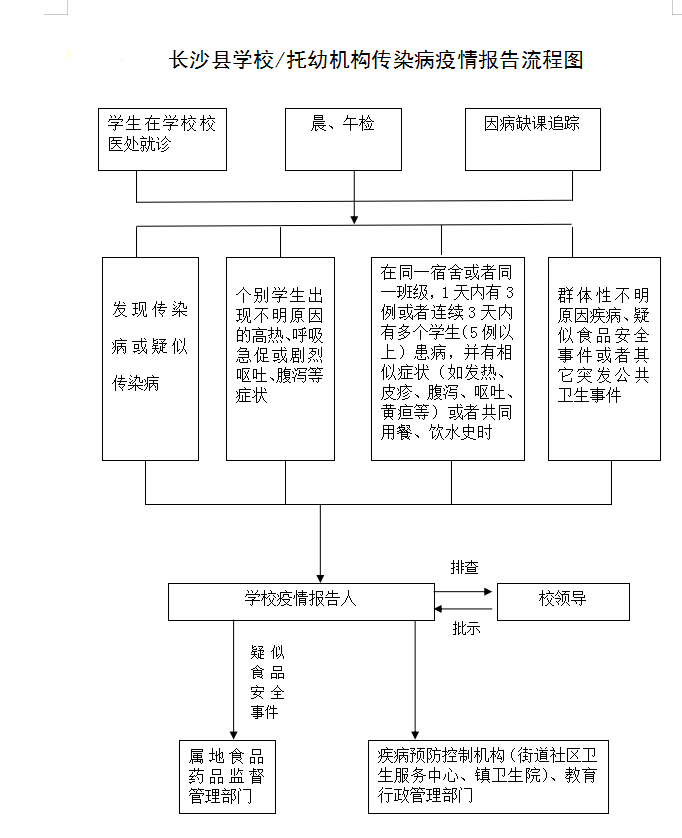 长沙县学校/托幼机构传染病疫情报告流程图
学生在学校校
医处就诊
晨、午检
因病缺课追踪
发现传染
病或疑似
传染病
个别学生出
现不明原因
的高热、呼吸
急促或剧烈
呕吐、腹泻等
症状
在同一宿舍或者同
一班级，1天内有3
例或者连续3天内
有多个学生(5例以
上）患病，并有相
似症状（如发热、
皮疹、腹泻、呕吐、
黄疸等）或者共同
用餐、饮水史时
群体性不明
原因疾病、疑
似食品安全
事件或者其
它突发公共
卫生事件
学校疫情报告人
排查
批示
校领导
疑似
食品
安全
事件
属地食品
药品监督
管理部门
疾病预防控制机构（街道社区卫
生服务中心、镇卫生院）、教育
行政管理部门